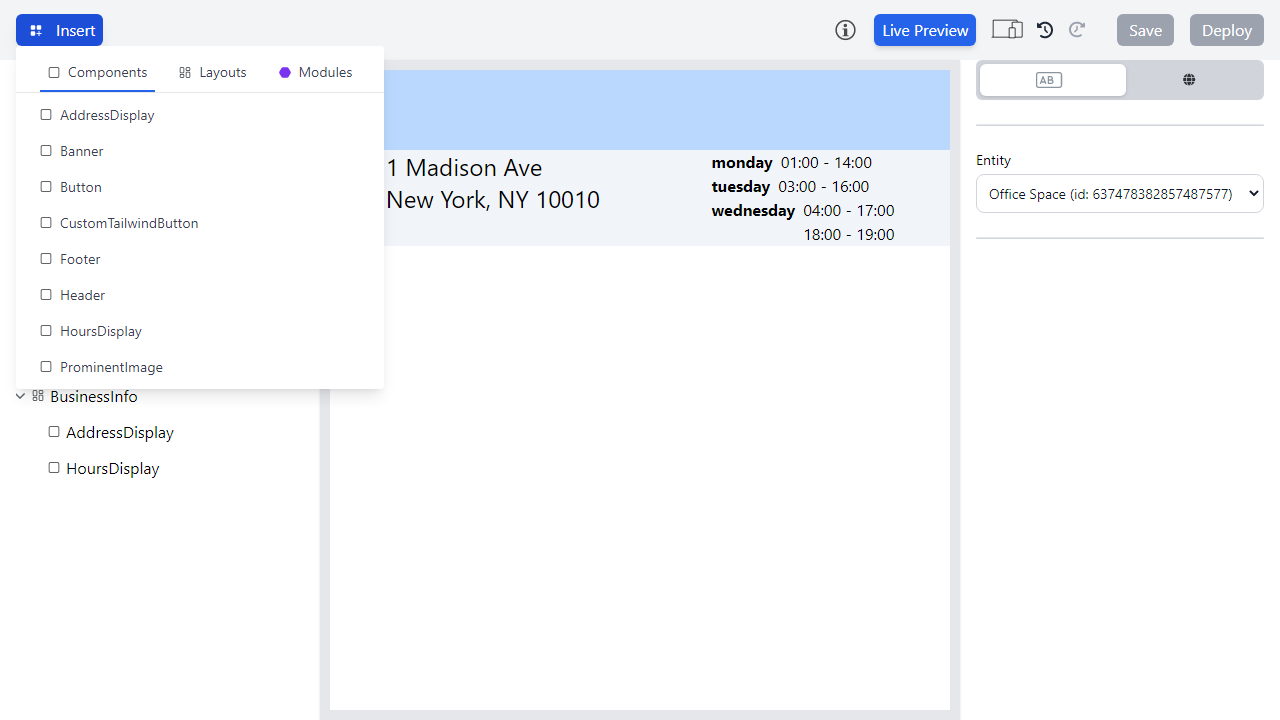 Insert
Live Preview
Save
Deploy
Components
Layouts
Modules
AddressDisplay
Banner
Button
CustomTailwindButton
Footer
Header
HoursDisplay
ProminentImage
BusinessInfo
AddressDisplay
HoursDisplay
1 Madison Ave
New York, NY 10010
monday 01:00 - 14:00
tuesday 03:00 - 16:00
wednesday 04:00 - 17:00
18:00 - 19:00
AB
Entity
Office Space (id: 637478382857487577)